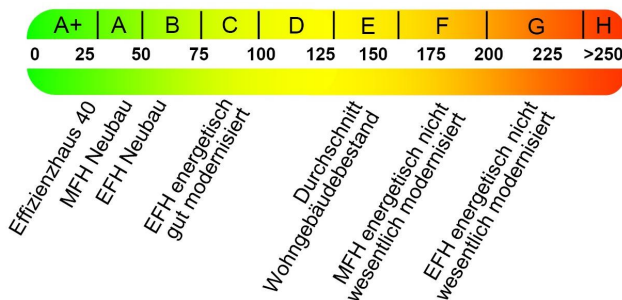 A+ A B C D E F G H
0 25 50 75 100 125 150 175 200 225 >250
Effizienzhaus 40
MFH Neubau
EFH Neubau
EFH energetisch
gut modernisiert
Durchschnitt
Wohngebäudebestand
MFH energetisch nicht
wesentlich modernisiert
EFH energetisch nicht
wesentlich modernisiert